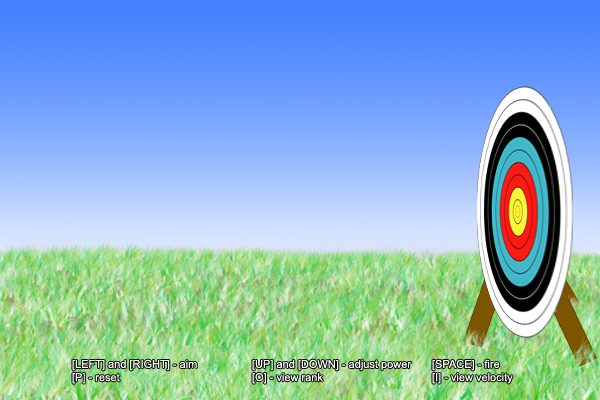 [LEFT] and [RIGHT] - aim [UP] and [DOWN] - adjust power [SPACE] - fire
[P] - reset [O] - view rank [I] - view velocity